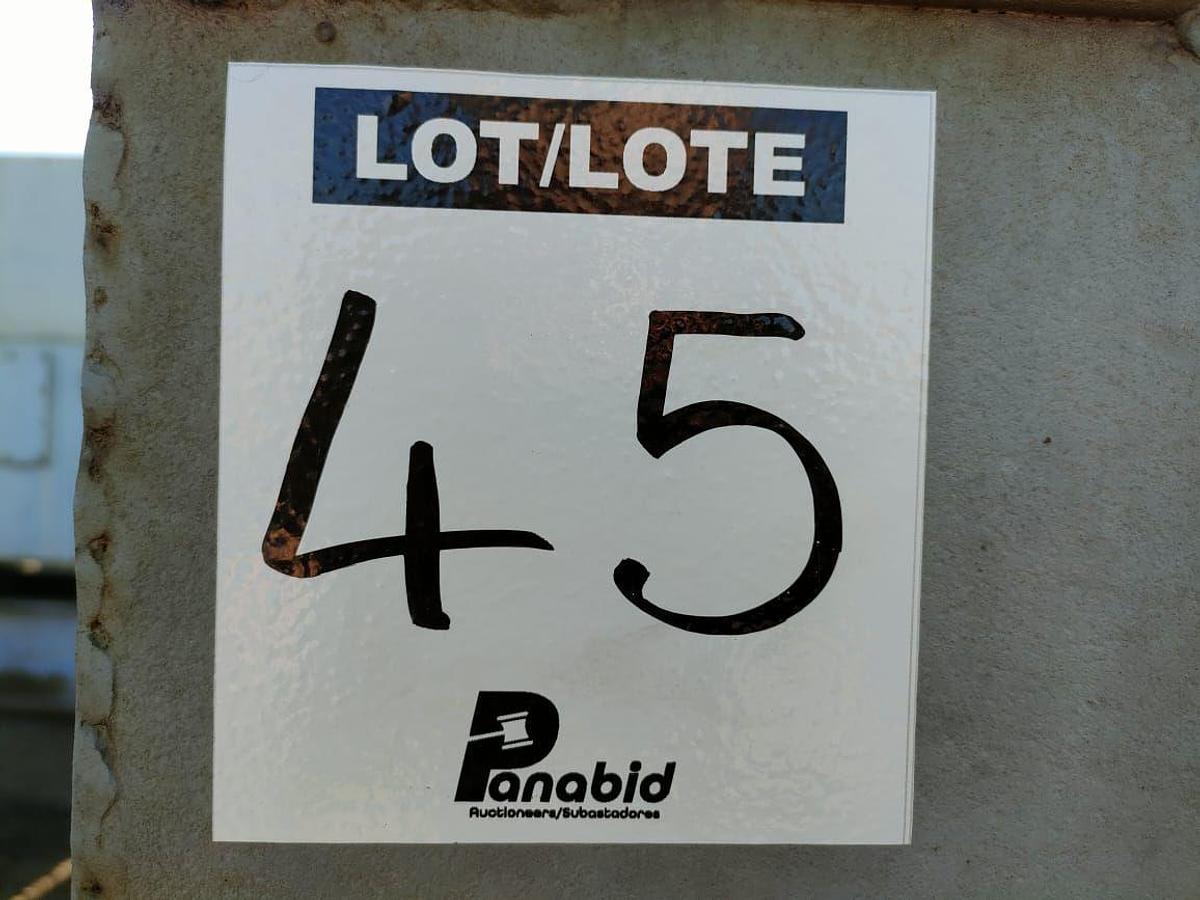 LOT/LOTE
45
Panabid
Auctioneers/Subastadores